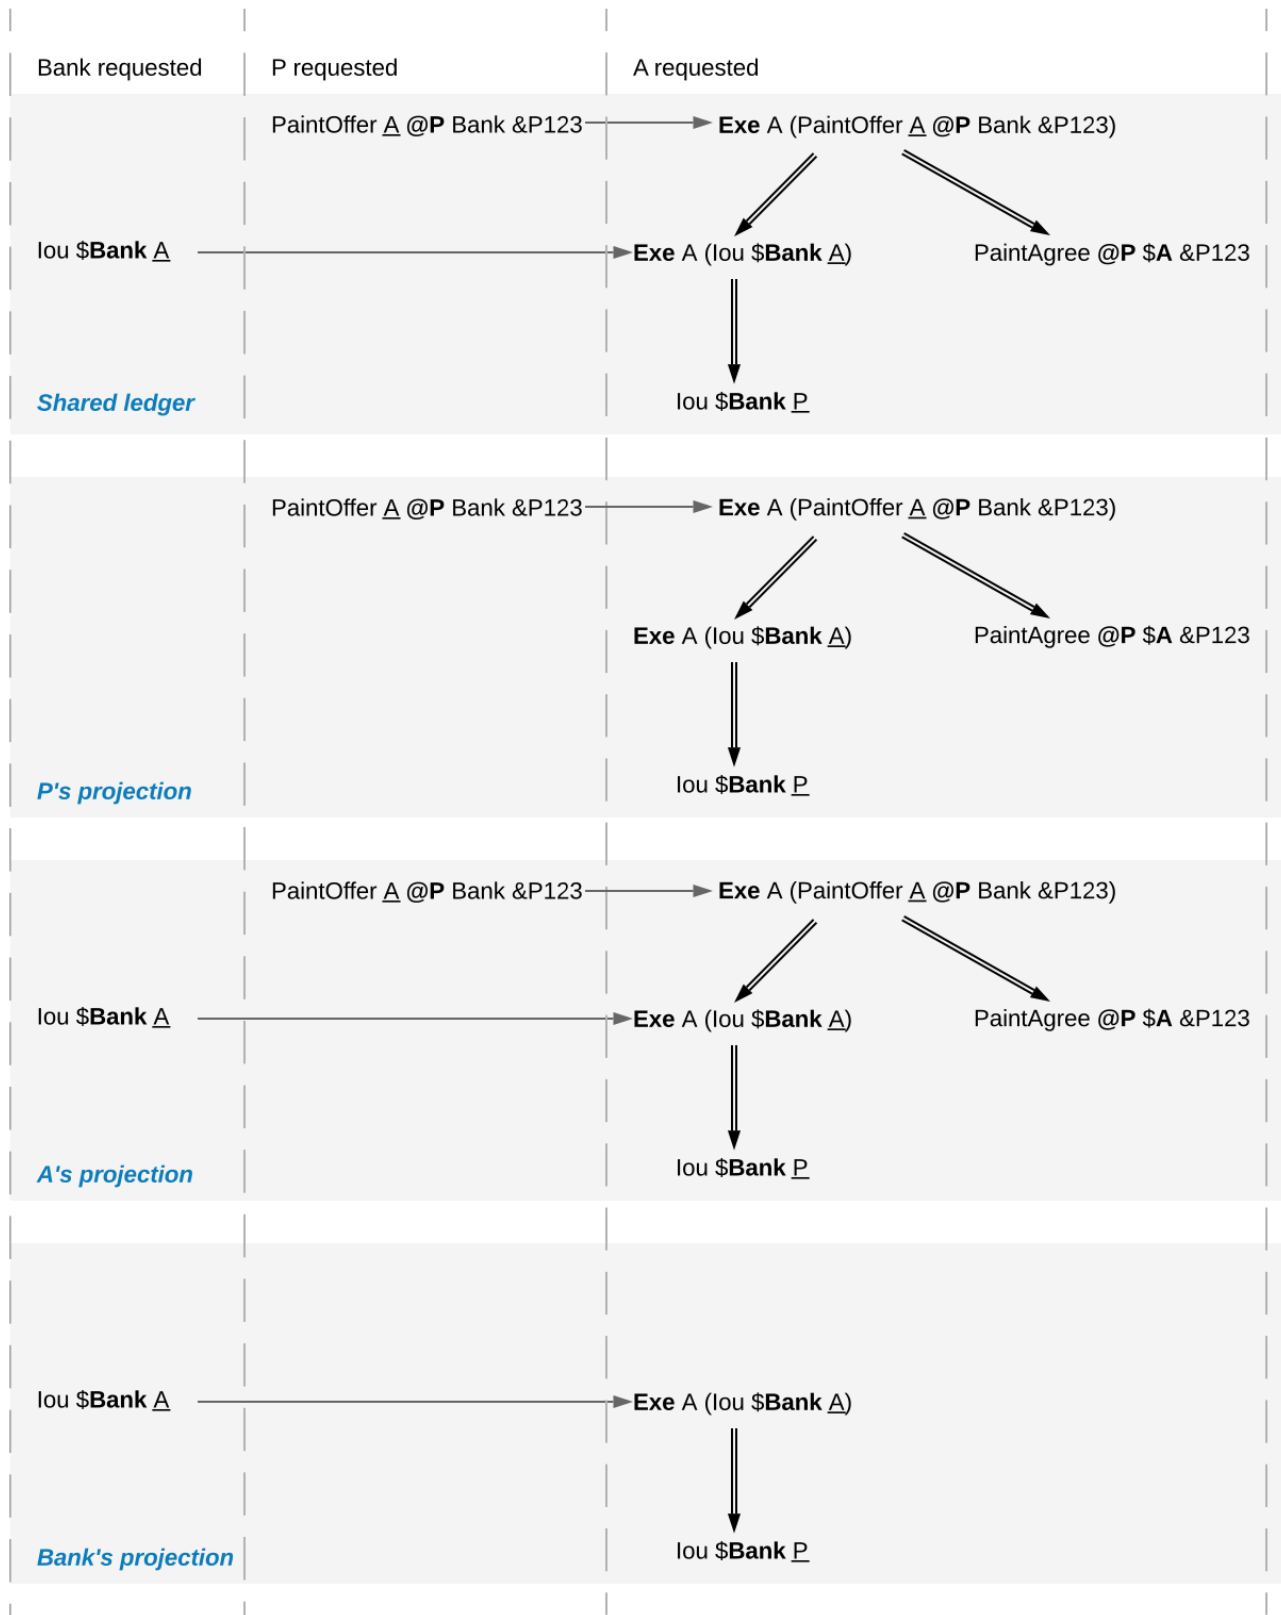 Bank requested P requested A requested
PaintOffer A @P Bank &P123 Exe A (PaintOffer A @P Bank &P123)
Iou $Bank A Exe A (Iou $Bank A) PaintAgree @P $A &P123
Shared ledger Iou $Bank P
PaintOffer A @P Bank &P123 Exe A (PaintOffer A @P Bank &P123)
Exe A (Iou $Bank A) PaintAgree @P $A &P123
Iou $Bank P
P's projection
PaintOffer A @P Bank &P123 Exe A (PaintOffer A @P Bank &P123)
Iou $Bank A Exe A (Iou $Bank A) PaintAgree @P $A &P123
Iou $Bank P
A's projection
Iou $Bank A Exe A (Iou $Bank A)
Iou $Bank P
Bank's projection